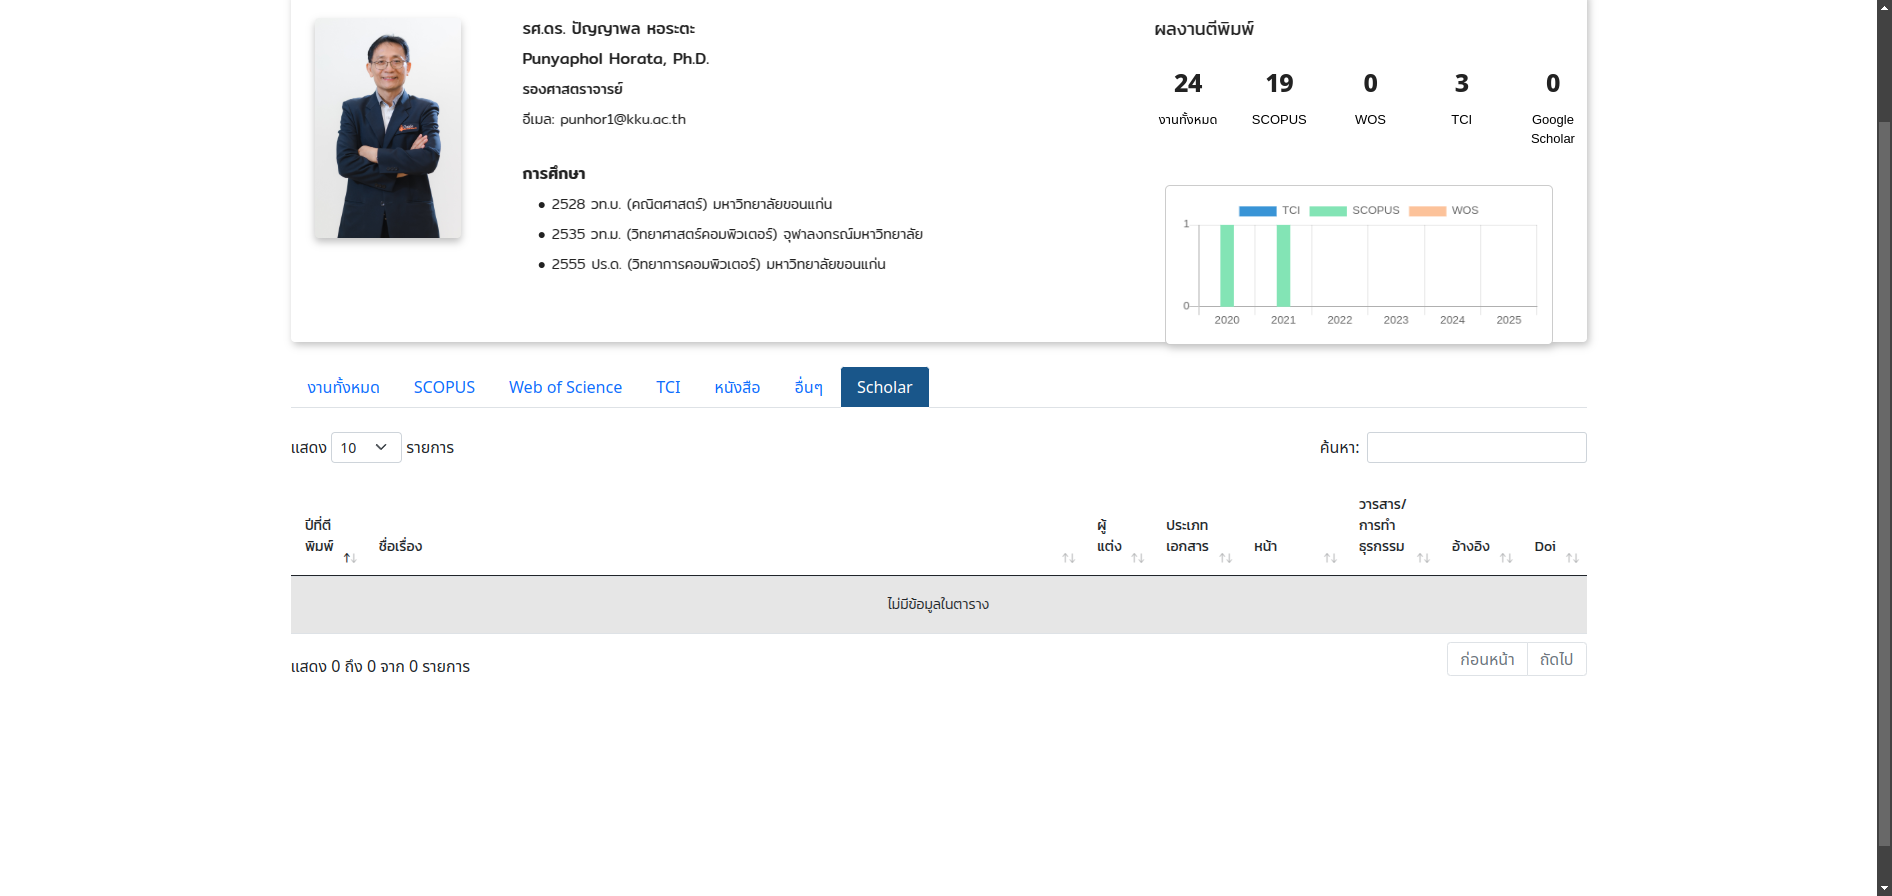 รศ.ดร. ปัญญาพล หอระตะ
Punyaphol Horata, Ph.D.
รองศาสตราจารย์
อีเมล: punhor1@kku.ac.th
การศึกษา
2528 วท.บ. (คณิตศาสตร์) มหาวิทยาลัยขอนแก่น
2535 วท.ม. (วิทยาศาสตร์คอมพิวเตอร์) จุฬาลงกรณ์มหาวิทยาลัย
2555 ปร.ด. (วิทยาการคอมพิวเตอร์) มหาวิทยาลัยขอนแก่น
ผลงานตีพิมพ์
24 19 0 3 0
งานทั้งหมด SCOPUS WOS TCI Google
Scholar
TCI SCOPUS WOS
1
0
2020 2021 2022 2023 2024 2025
งานทั้งหมด SCOPUS Web of Science TCI หนังสือ อื่นๆ Scholar
แสดง 10 รายการ ค้นหา:
ปีที่ตี
พิมพ์
ชื่อเรื่อง
ผู้
แต่ง
ประเภท
เอกสาร
หน้า
วารสาร/
การทำ
ธุรกรรม
อ้างอิง
Doi
ไม่มีข้อมูลในตาราง
แสดง 0 ถึง 0 จาก 0 รายการ
ก่อนหน้า ถัดไป